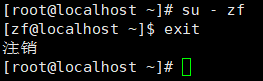 [root@localhost ~]# su - zf
[zf@localhost ~]$ exit
注销
[root@localhost ~]#